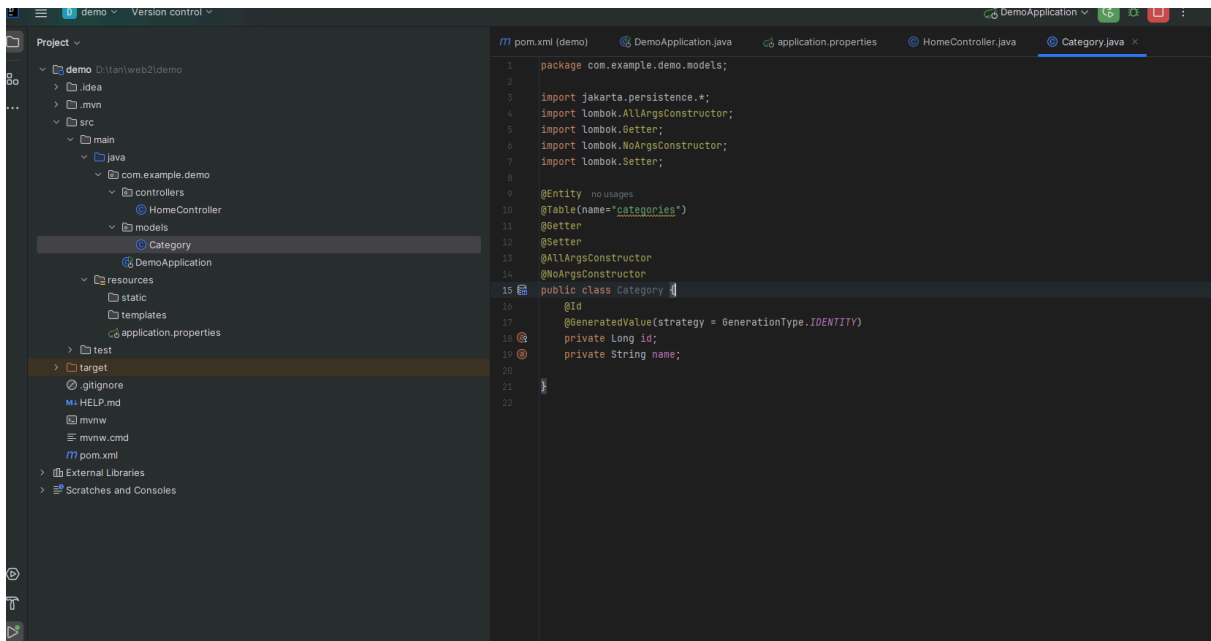 D demo Version control
DemoApplication
Project
pom.xml (demo) DemoApplication.java application.properties HomeController.java Category.java
demo D:\tan\web2\demo
.idea
.mvn
src
main
java
com.example.demo
controllers
HomeController
models
Category
DemoApplication
resources
static
templates
application.properties
test
target
.gitignore
HELP.md
mvnw
mvnw.cmd
pom.xml
External Libraries
Scratches and Consoles
1 package com.example.demo.models;
2
3 import jakarta.persistence.*;
4 import lombok.AllArgsConstructor;
5 import lombok.Getter;
6 import lombok.NoArgsConstructor;
7 import lombok.Setter;
8
9 @Entity no usages
10 @Table(name="categories")
11 @Getter
12 @Setter
13 @AllArgsConstructor
14 @NoArgsConstructor
15 public class Category {
16 @Id
17 @GeneratedValue(strategy = GenerationType.IDENTITY)
18 private Long id;
19 private String name;
20
21 }
22